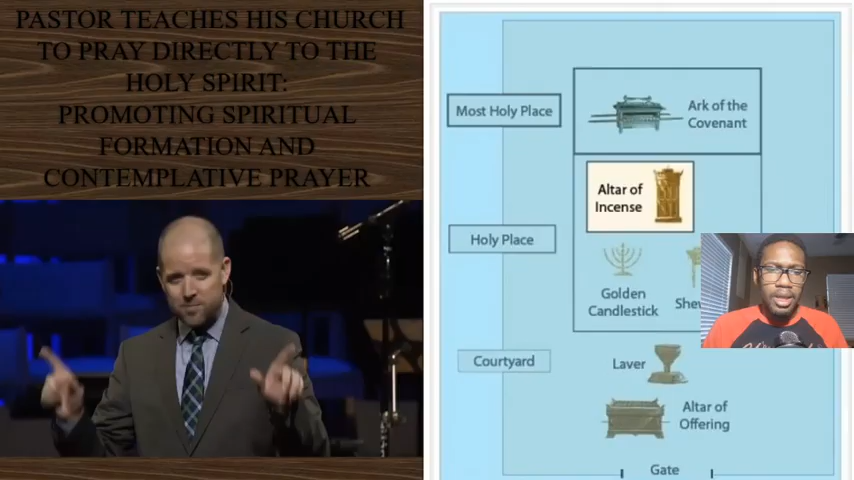 PASTOR TEACHES HIS CHURCH
TO PRAY DIRECTLY TO THE
HOLY SPIRIT:
PROMOTING SPIRITUAL
FORMATION AND
CONTEMPLATIVE PRAYER
Most Holy Place
Ark of the
Covenant
Altar of
Incense
Holy Place
Golden
Candlestick
Courtyard
Laver
Altar of
Offering
Gate